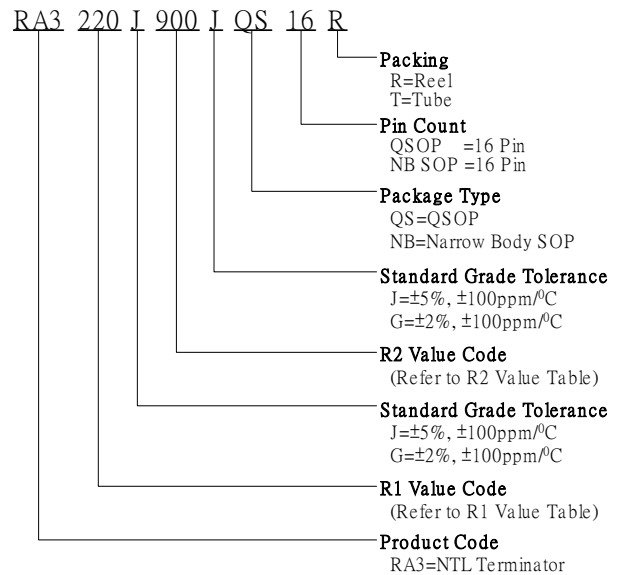 RA3 220 J 900 J QS 16 R
Packing
R=Reel
T=Tube
Pin Count
QSOP =16 Pin
NB SOP =16 Pin
Package Type
QS=QSOP
NB=Narrow Body SOP
Standard Grade Tolerance
J=±5%, ±100ppm/⁰C
G=±2%, ±100ppm/⁰C
R2 Value Code
(Refer to R2 Value Table)
Standard Grade Tolerance
J=±5%, ±100ppm/⁰C
G=±2%, ±100ppm/⁰C
R1 Value Code
(Refer to R1 Value Table)
Product Code
RA3=NTL Terminator